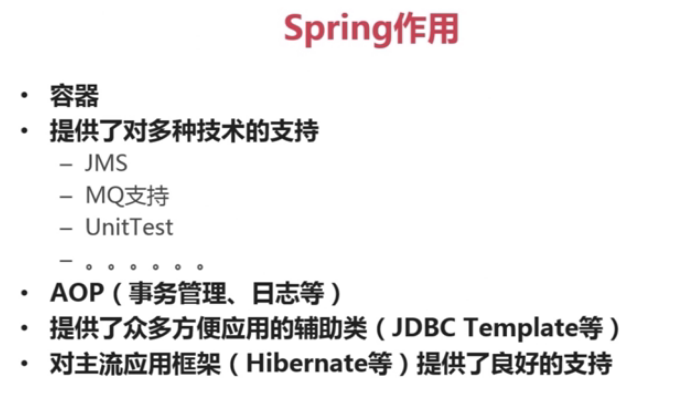 Spring作用
• 容器
• 提供了对多种技术的支持
– JMS
– MQ支持
– UnitTest
– 。。。。。。
• AOP（事务管理、日志等）
• 提供了众多方便应用的辅助类（JDBC Template等）
• 对主流应用框架（Hibernate等）提供了良好的支持